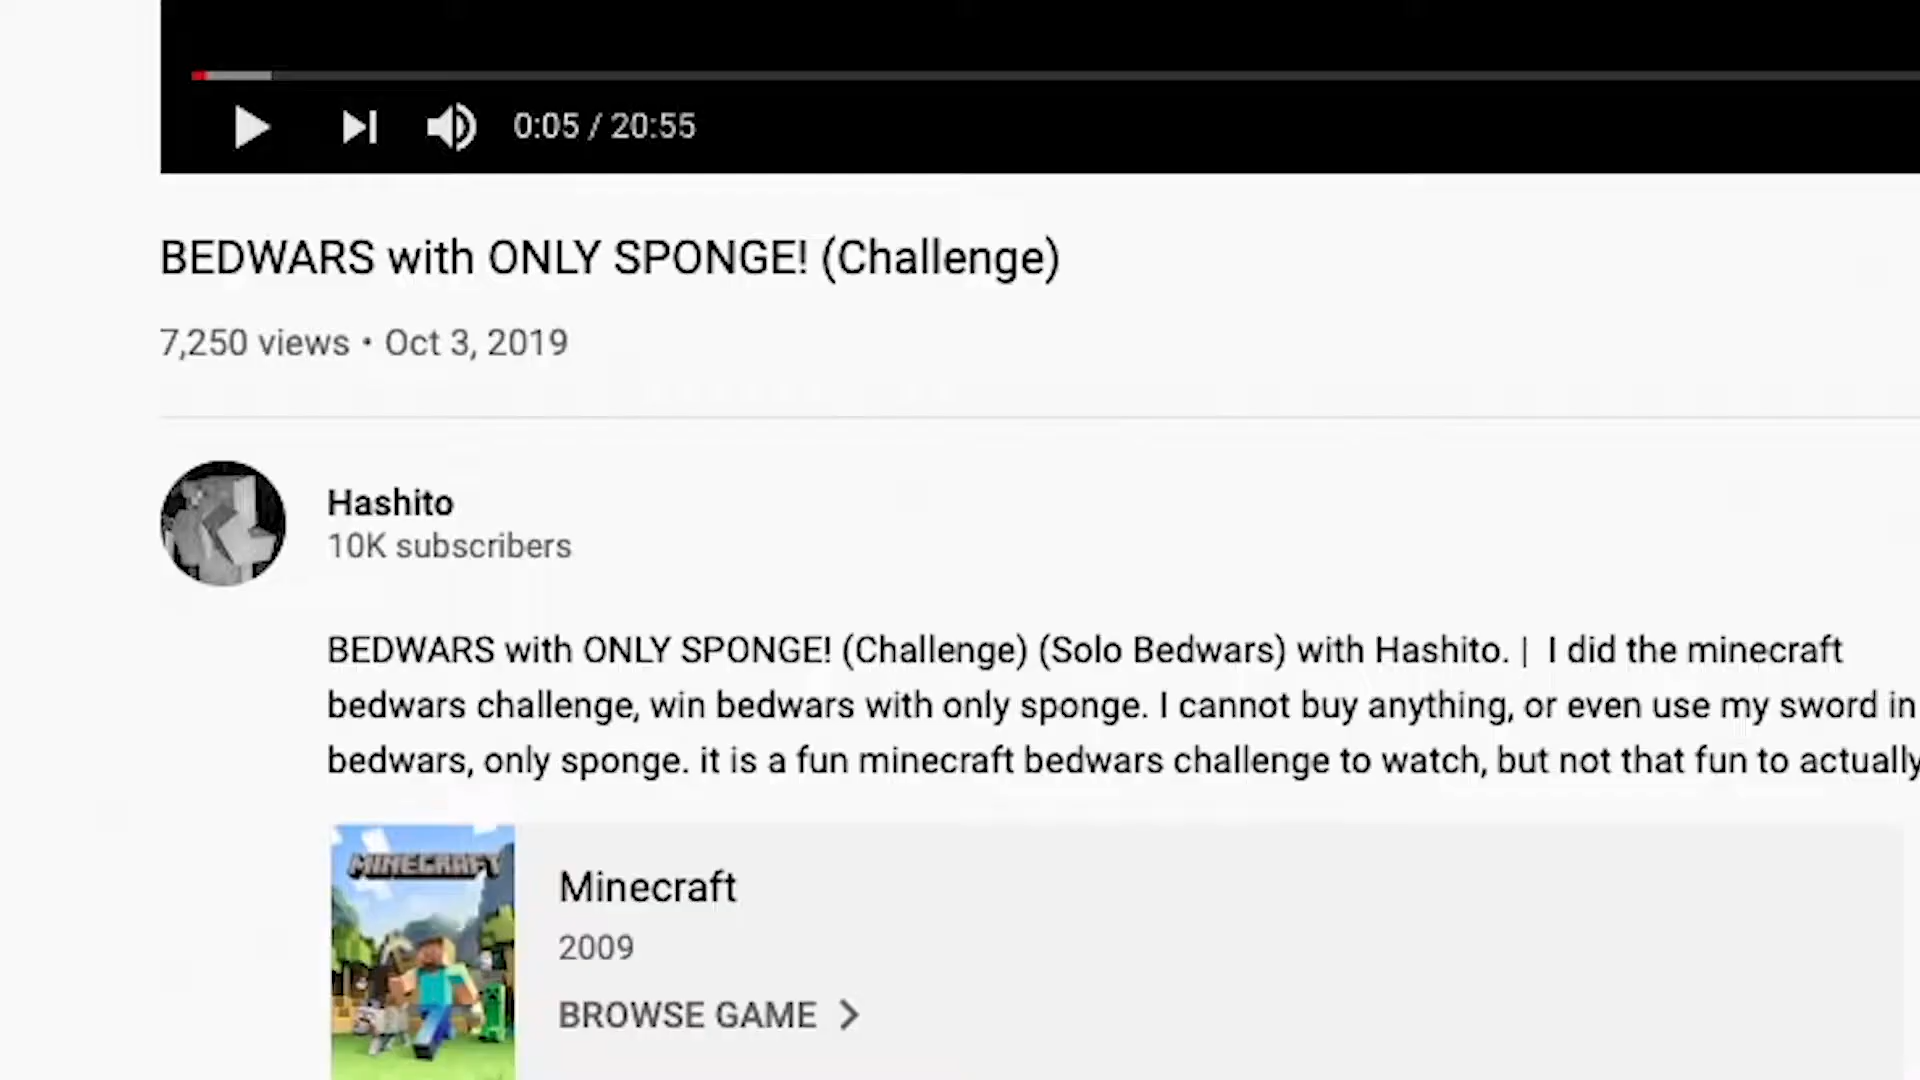 0:05 / 20:55
BEDWARS with ONLY SPONGE! (Challenge)
7,250 views • Oct 3, 2019
Hashito
10K subscribers
BEDWARS with ONLY SPONGE! (Challenge) (Solo Bedwars) with Hashito. | I did the minecraft
bedwars challenge, win bedwars with only sponge. I cannot buy anything, or even use my sword in
bedwars, only sponge. it is a fun minecraft bedwars challenge to watch, but not that fun to actually
MINECRAFT
Minecraft
2009
BROWSE GAME